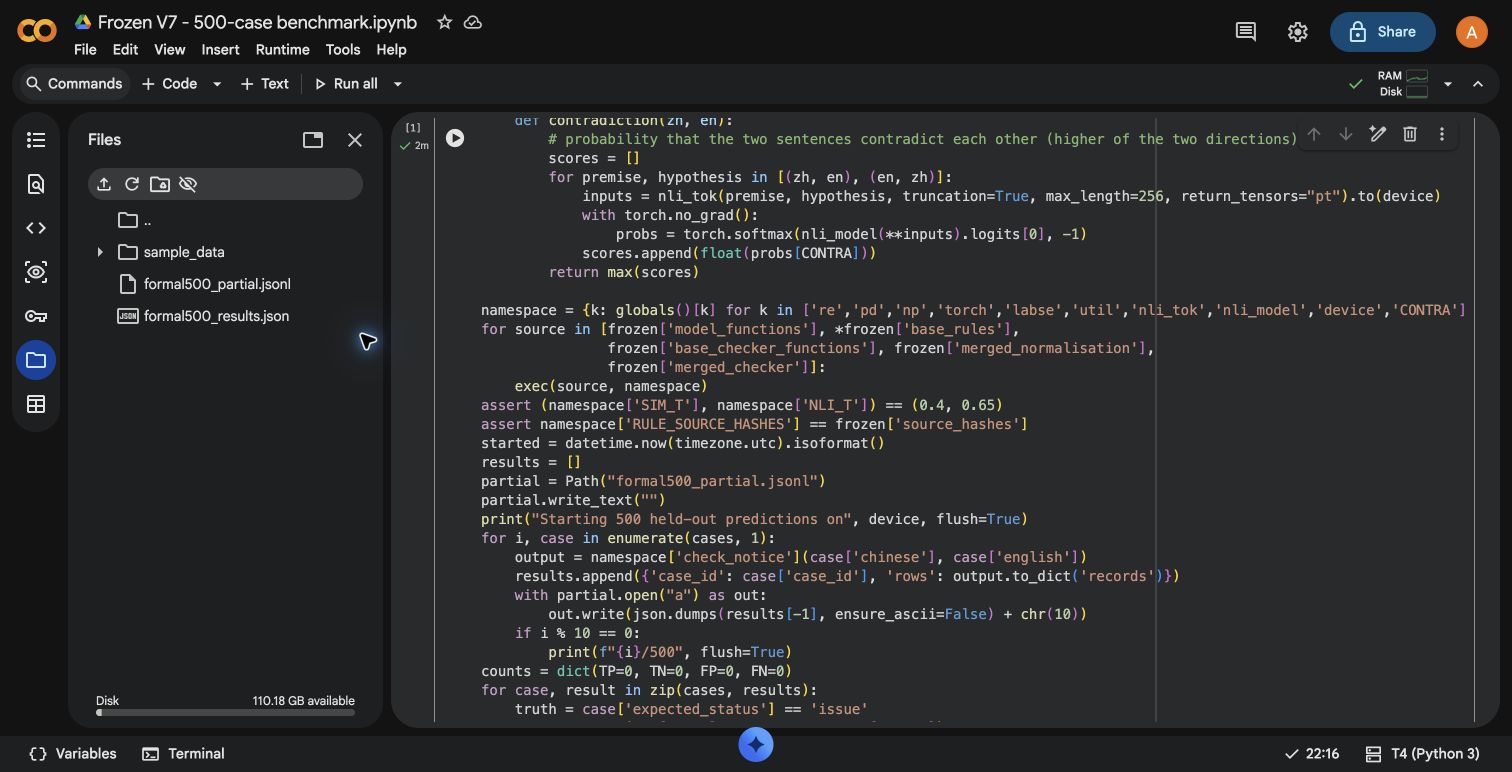 Frozen V7 - 500-case benchmark.ipynb
File Edit View Insert Runtime Tools Help
Share
A
Commands + Code + Text Run all
RAM
Disk
Files
..
sample_data
formal500_partial.jsonl
JSON formal500_results.json
Disk 110.18 GB available
[1]
2m
def contradiction(zh, en):
# probability that the two sentences contradict each other (higher of the two directions)
scores = []
for premise, hypothesis in [(zh, en), (en, zh)]:
inputs = nli_tok(premise, hypothesis, truncation=True, max_length=256, return_tensors="pt").to(device)
with torch.no_grad():
probs = torch.softmax(nli_model(**inputs).logits[0], -1)
scores.append(float(probs[CONTRA]))
return max(scores)
namespace = {k: globals()[k] for k in ['re','pd','np','torch','labse','util','nli_tok','nli_model','device','CONTRA']
for source in [frozen['model_functions'], *frozen['base_rules'],
frozen['base_checker_functions'], frozen['merged_normalisation'],
frozen['merged_checker']]:
exec(source, namespace)
assert (namespace['SIM_T'], namespace['NLI_T']) == (0.4, 0.65)
assert namespace['RULE_SOURCE_HASHES'] == frozen['source_hashes']
started = datetime.now(timezone.utc).isoformat()
results = []
partial = Path("formal500_partial.jsonl")
partial.write_text("")
print("Starting 500 held-out predictions on", device, flush=True)
for i, case in enumerate(cases, 1):
output = namespace['check_notice'](case['chinese'], case['english'])
results.append({'case_id': case['case_id'], 'rows': output.to_dict('records')})
with partial.open("a") as out:
out.write(json.dumps(results[-1], ensure_ascii=False) + chr(10))
if i % 10 == 0:
print(f"{i}/500", flush=True)
counts = dict(TP=0, TN=0, FP=0, FN=0)
for case, result in zip(cases, results):
truth = case['expected_status'] == 'issue'
Variables Terminal
22:16 T4 (Python 3)